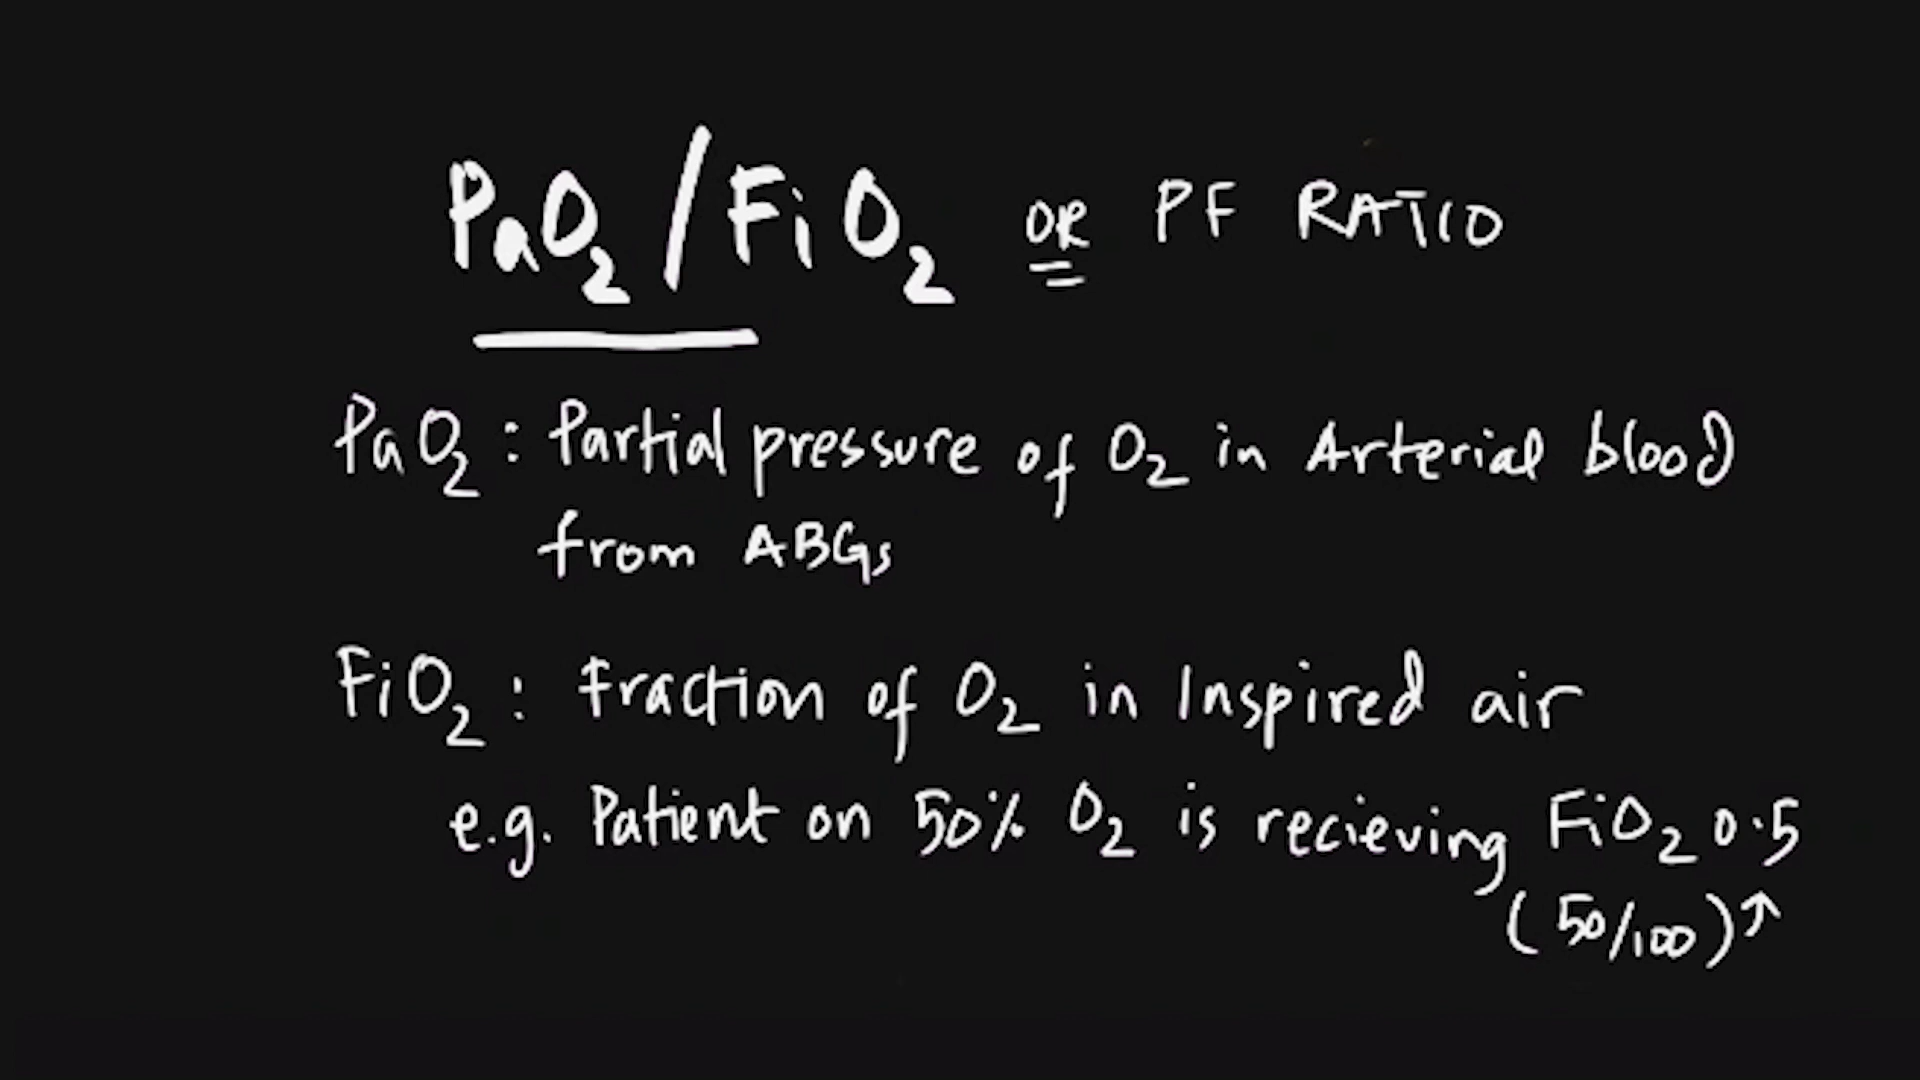 PaO₂/FiO₂ OR PF RATIO
PaO₂: Partial pressure of O₂ in Arterial blood
from ABGs
FiO₂: Fraction of O₂ in Inspired air
e.g. Patient on 50% O₂ is recieving FiO₂ 0.5
(50/100)↑